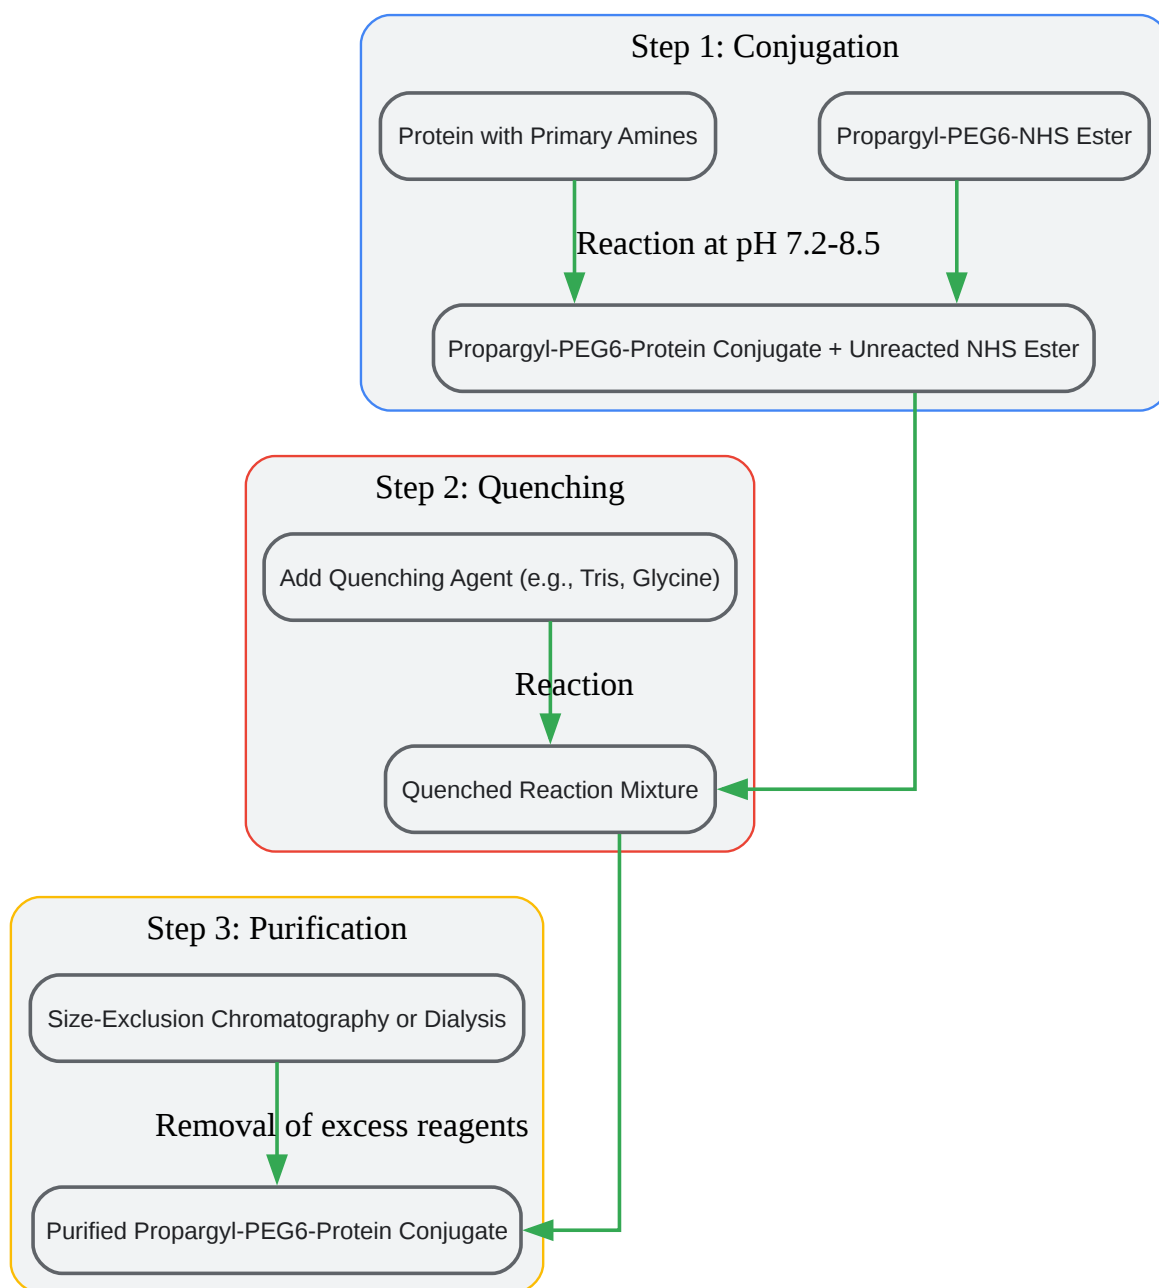 Step 1: Conjugation
Protein with Primary Amines
Propargyl-PEG6-NHS Ester
Reaction at pH 7.2-8.5
Propargyl-PEG6-Protein Conjugate + Unreacted NHS Ester
Step 2: Quenching
Add Quenching Agent (e.g., Tris, Glycine)
Reaction
Quenched Reaction Mixture
Step 3: Purification
Size-Exclusion Chromatography or Dialysis
Removal of excess reagents
Purified Propargyl-PEG6-Protein Conjugate